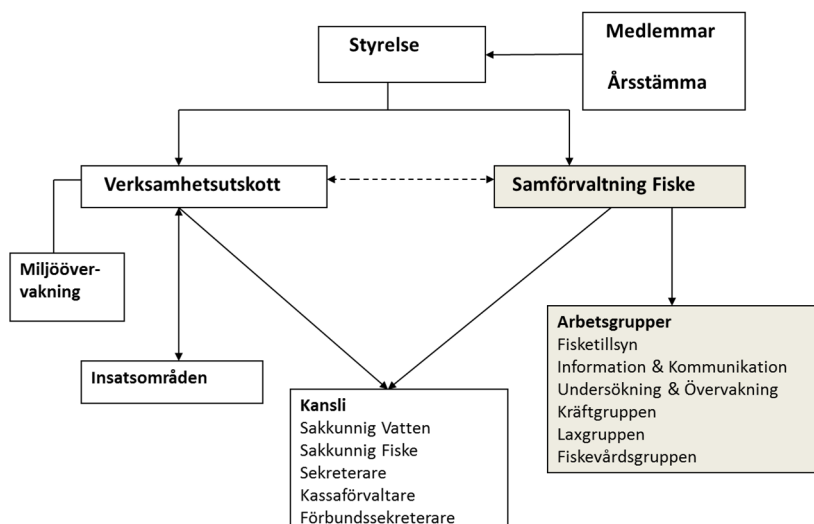 Styrelse
Medlemmar
Årsstämma
Verksamhetsutskott
Samförvaltning Fiske
Miljööver-
vakning
Insatsområden
Kansli
Sakkunnig Vatten
Sakkunnig Fiske
Sekreterare
Kassaförvaltare
Förbundssekreterare
Arbetsgrupper
Fisketillsyn
Information & Kommunikation
Undersökning & Övervakning
Kräftgruppen
Laxgruppen
Fiskevårdsgruppen